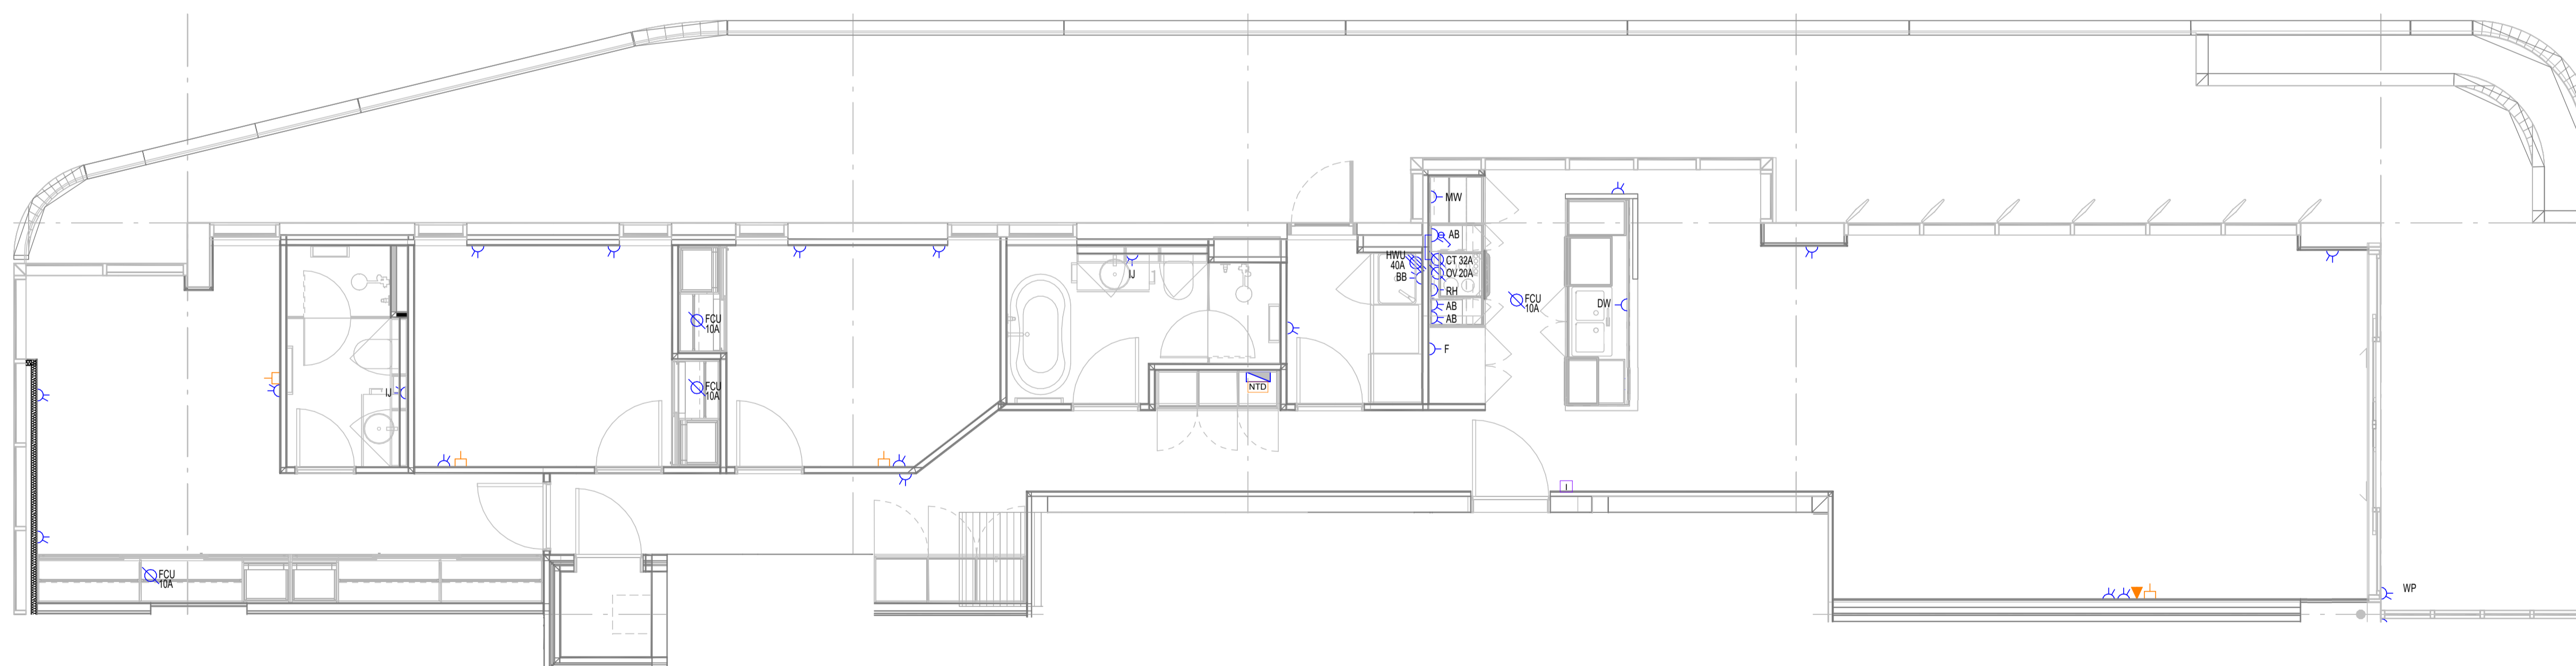 MW
AB
HWU
40A
BB
CT 32A
OV 20A
RH
AB
AB
F
FCU
10A
DW
IJ
FCU
10A
FCU
10A
IJ
NTD
I
FCU
10A
WP